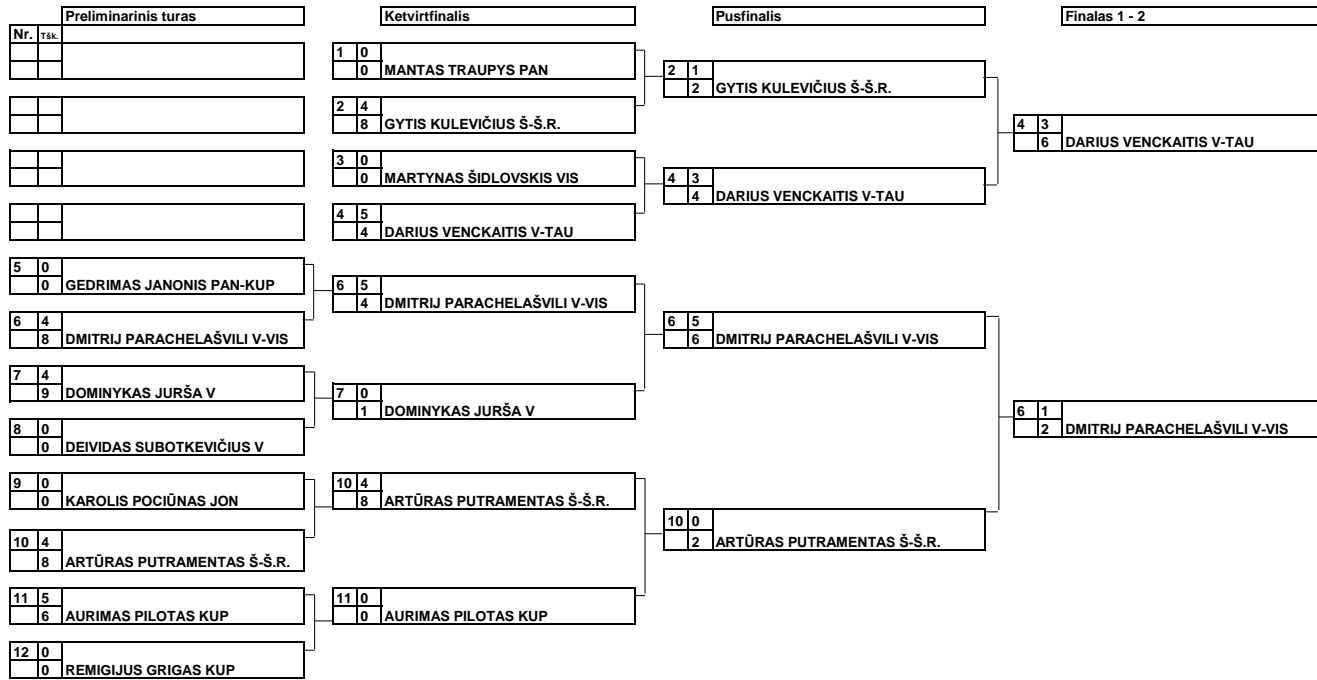 Preliminarinis turas
Nr. Tšk.
5 0
0 GEDRIMAS JANONIS PAN-KUP
6 4
8 DMITRIJ PARACHELAŠVILI V-VIS
7 4
9 DOMINYKAS JURŠA V
8 0
0 DEIVIDAS SUBOTKEVIČIUS V
9 0
0 KAROLIS POCIŪNAS JON
10 4
8 ARTŪRAS PUTRAMENTAS Š-Š.R.
11 5
6 AURIMAS PILOTAS KUP
12 0
0 REMIGIJUS GRIGAS KUP
Ketvirtfinalis
1 0
0 MANTAS TRAUPYS PAN
2 4
8 GYTIS KULEVIČIUS Š-Š.R.
3 0
0 MARTYNAS ŠIDLOVSKIS VIS
4 5
4 DARIUS VENCKAITIS V-TAU
6 5
4 DMITRIJ PARACHELAŠVILI V-VIS
7 0
1 DOMINYKAS JURŠA V
10 4
8 ARTŪRAS PUTRAMENTAS Š-Š.R.
11 0
0 AURIMAS PILOTAS KUP
Pusfinalis
2 1
2 GYTIS KULEVIČIUS Š-Š.R.
4 3
4 DARIUS VENCKAITIS V-TAU
6 5
6 DMITRIJ PARACHELAŠVILI V-VIS
10 0
2 ARTŪRAS PUTRAMENTAS Š-Š.R.
Finalas 1 - 2
4 3
6 DARIUS VENCKAITIS V-TAU
6 1
2 DMITRIJ PARACHELAŠVILI V-VIS